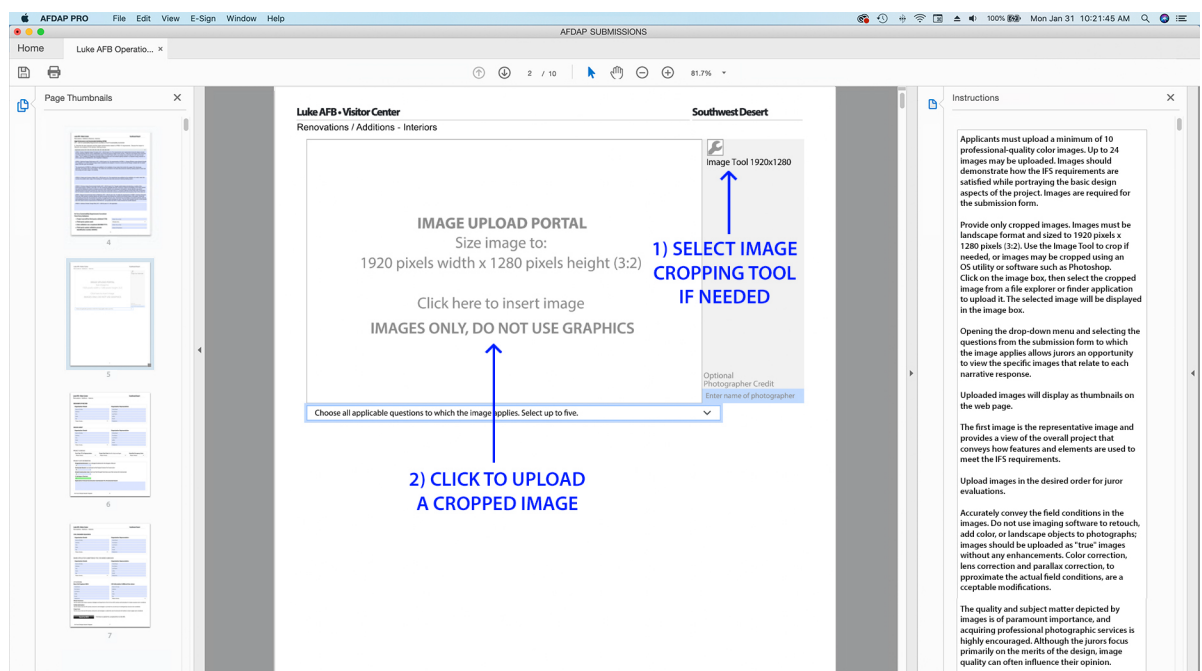 AFDAP PRO File Edit View E-Sign Window Help
100% Mon Jan 31 10:21:45 AM
AFDAP SUBMISSIONS
Home
Luke AFB Operatio... ×
2 / 10
81.7%
Page Thumbnails
4
5
6
7
Luke AFB • Visitor Center
Southwest Desert
Renovations / Additions - Interiors
Image Tool 1920x1280
IMAGE UPLOAD PORTAL
Size image to:
1920 pixels width x 1280 pixels height (3:2)
Click here to insert image
IMAGES ONLY, DO NOT USE GRAPHICS
1) SELECT IMAGE
CROPPING TOOL
IF NEEDED
Optional
Photographer Credit
Enter name of photographer
Choose all applicable questions to which the image applies. Select up to five.
2) CLICK TO UPLOAD
A CROPPED IMAGE
Instructions
Applicants must upload a minimum of 10
professional-quality color images. Up to 24
images may be uploaded. Images should
demonstrate how the IFS requirements are
satisfied while portraying the basic design
aspects of the project. Images are required for
the submission form.
Provide only cropped images. Images must be
landscape format and sized to 1920 pixels x
1280 pixels (3:2). Use the Image Tool to crop if
needed, or images may be cropped using an
OS utility or software such as Photoshop.
Click on the image box, then select the cropped
image from a file explorer or finder application
to upload it. The selected image will be displayed
in the image box.
Opening the drop-down menu and selecting the
questions from the submission form to which
the image applies allows jurors an opportunity
to view the specific images that relate to each
narrative response.
Uploaded images will display as thumbnails on
the web page.
The first image is the representative image and
provides a view of the overall project that
conveys how features and elements are used to
meet the IFS requirements.
Upload images in the desired order for juror
evaluations.
Accurately convey the field conditions in the
images. Do not use imaging software to retouch,
add color, or landscape objects to photographs;
images should be uploaded as "true" images
without any enhancements. Color correction,
lens correction and parallax correction, to
pproximate the actual field conditions, are a
cceptable modifications.
The quality and subject matter depicted by
images is of paramount importance, and
acquiring professional photographic services is
highly encouraged. Although the jurors focus
primarily on the merits of the design, image
quality can often influence their opinion.